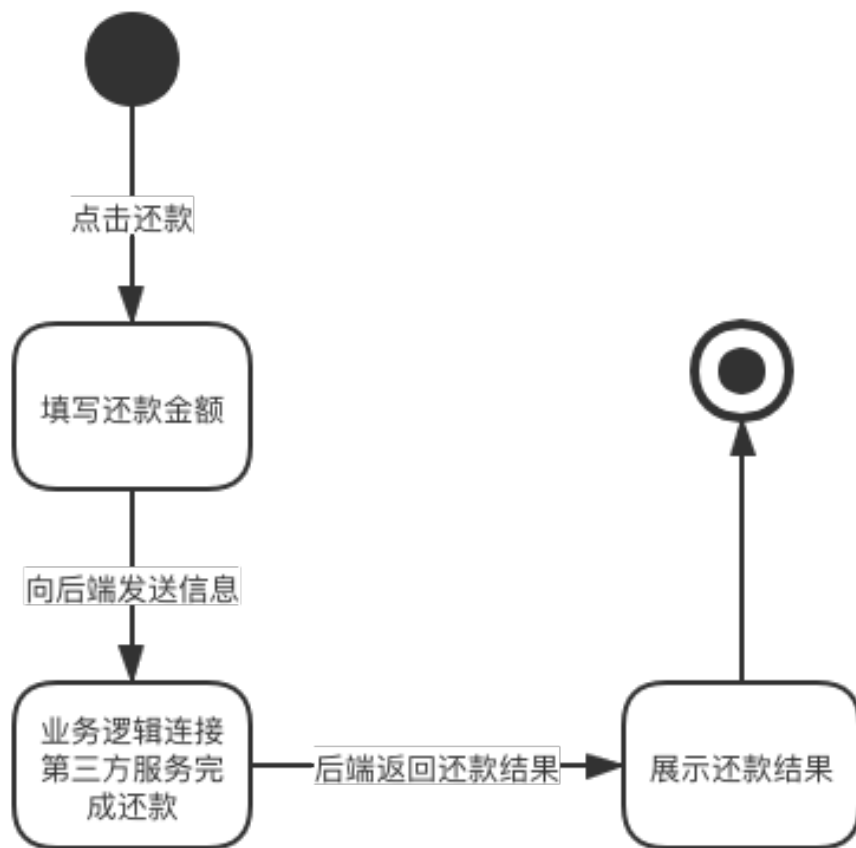 点击还款
填写还款金额
向后端发送信息
业务逻辑连接
第三方服务完
成还款
后端返回还款结果
展示还款结果